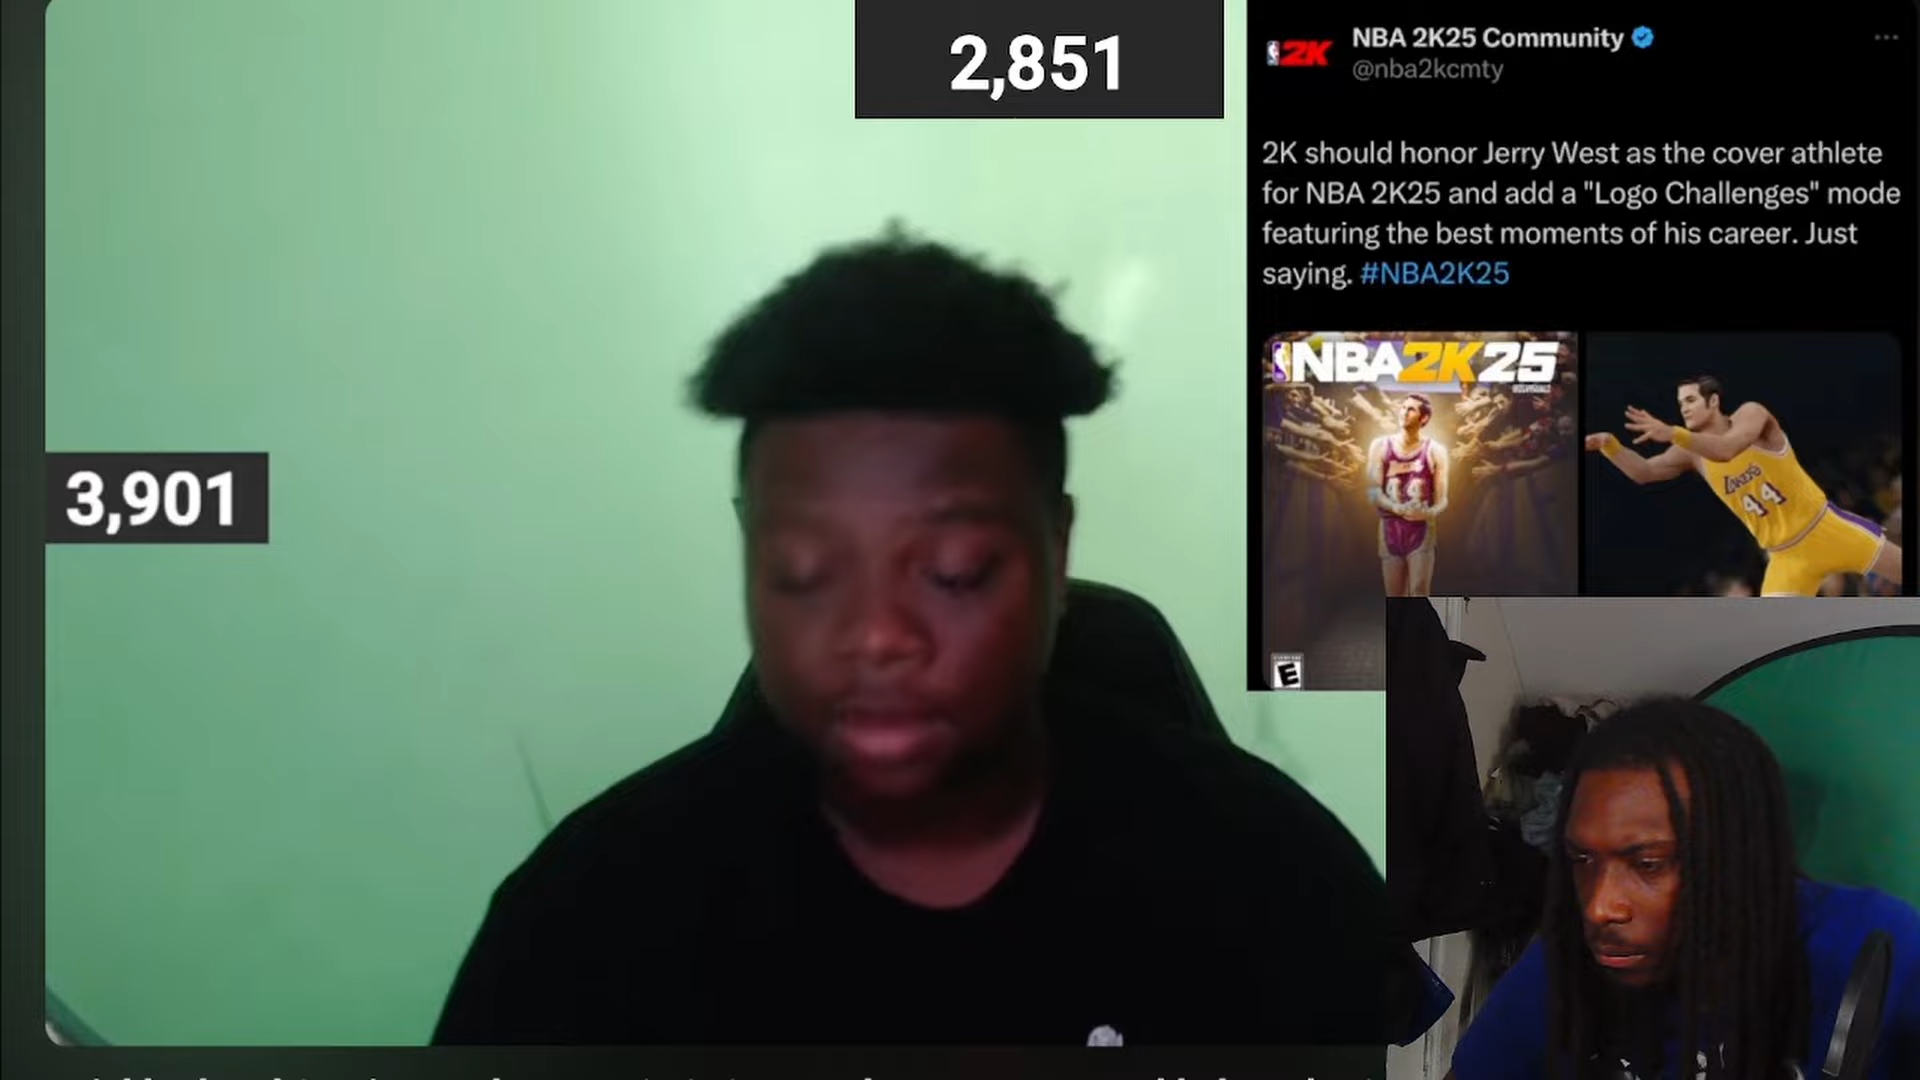 2,851
3,901
2K
NBA 2K25 Community
@nba2kcmty
2K should honor Jerry West as the cover athlete
for NBA 2K25 and add a "Logo Challenges" mode
featuring the best moments of his career. Just
saying. #NBA2K25
NBA2K25
44
LAKERS
44
E